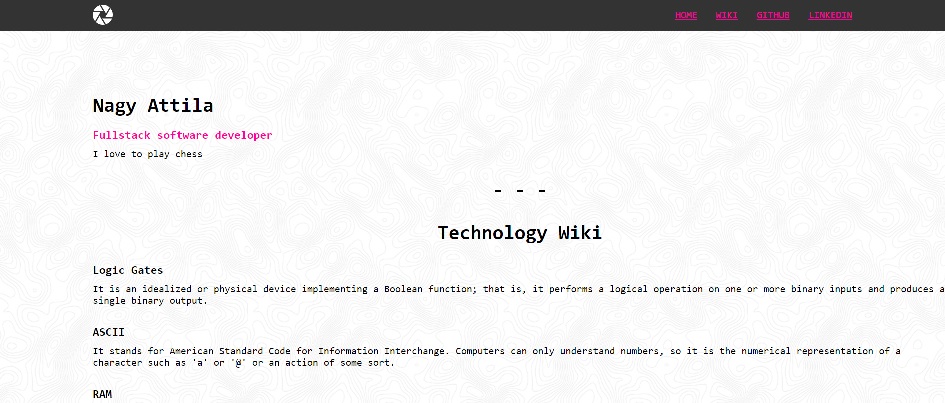 HOME WIKI GITHUB LINKEDIN
Nagy Attila
Fullstack software developer
I love to play chess
- - -
Technology Wiki
Logic Gates
It is an idealized or physical device implementing a Boolean function; that is, it performs a logical operation on one or more binary inputs and produces a
single binary output.
ASCII
It stands for American Standard Code for Information Interchange. Computers can only understand numbers, so it is the numerical representation of a
character such as 'a' or '@' or an action of some sort.
RAM